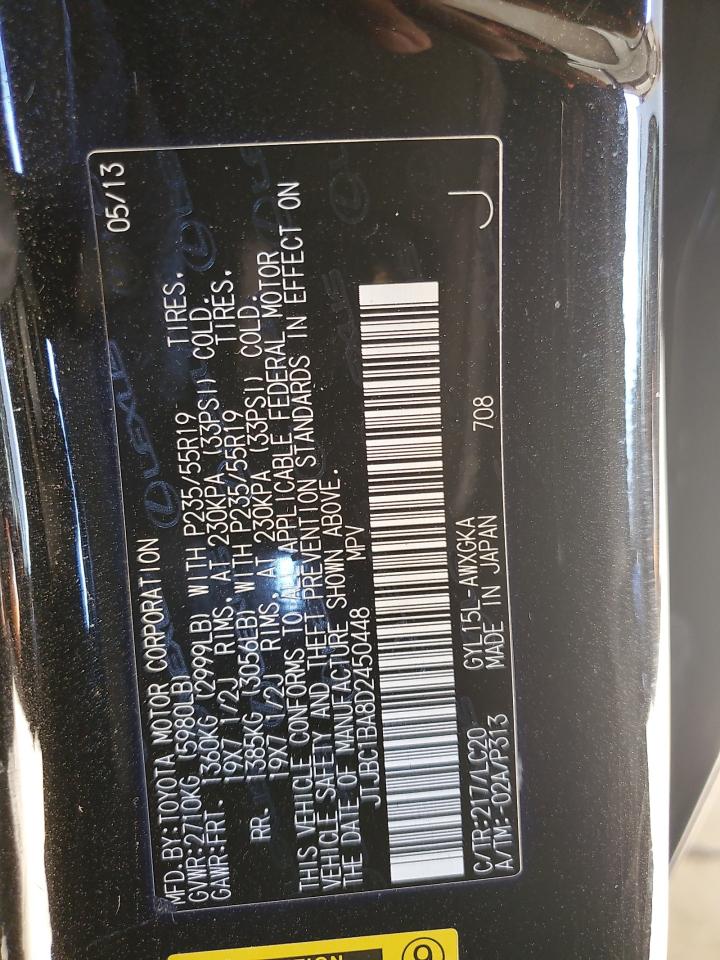 05/13
MFD.BY:TOYOTA MOTOR CORPORATION
GVWR:2710KG (5980LB)
GAWR:FRT. 1360KG (2999LB) WITH P235/55R19 TIRES.
19X7 1/2J RIMS. AT 230KPA (33PSI) COLD.
RR. 1385KG (3056LB) WITH P235/55R19 TIRES.
19X7 1/2J RIMS. AT 230KPA (33PSI) COLD.
THIS VEHICLE CONFORMS TO ALL APPLICABLE FEDERAL MOTOR
VEHICLE SAFETY AND THEFT PREVENTION STANDARDS IN EFFECT ON
THE DATE OF MANUFACTURE SHOWN ABOVE.
JTJBC1BA8D2450448 MPV
C/TR:217/LC20 GYL15L-AWXGKA
A/TM:-02A/P313 MADE IN JAPAN 708 J
LEXUS
9